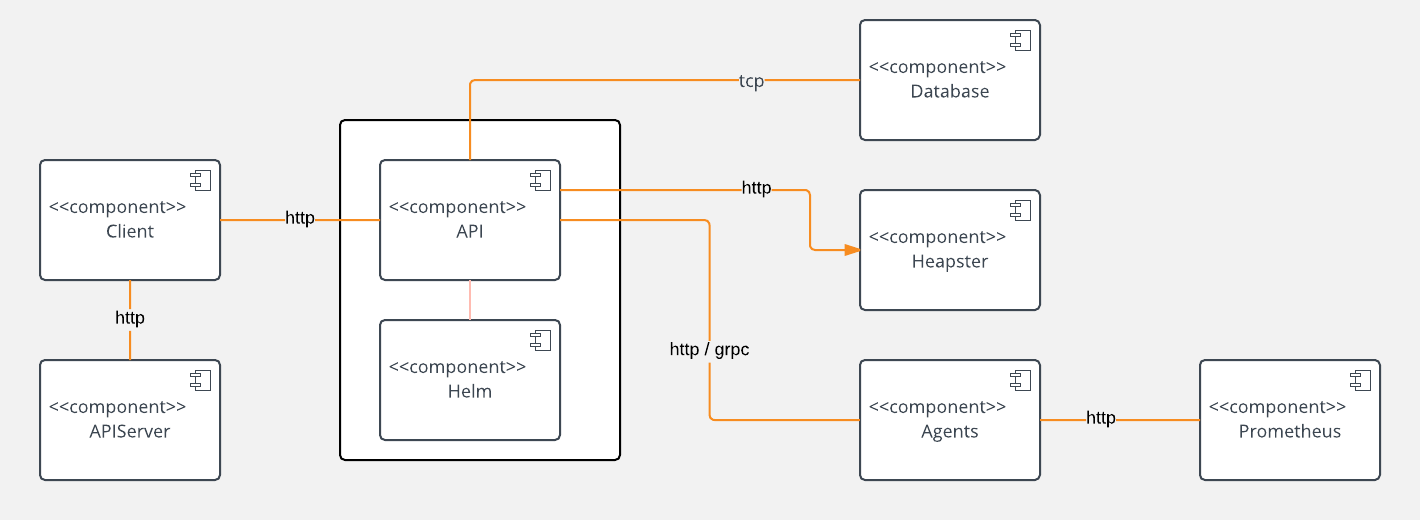 <<component>>
Database
tcp
<<component>>
Client
http
<<component>>
API
http
<<component>>
Heapster
http
<<component>>
APIServer
<<component>>
Helm
http / grpc
<<component>>
Agents
http
<<component>>
Prometheus